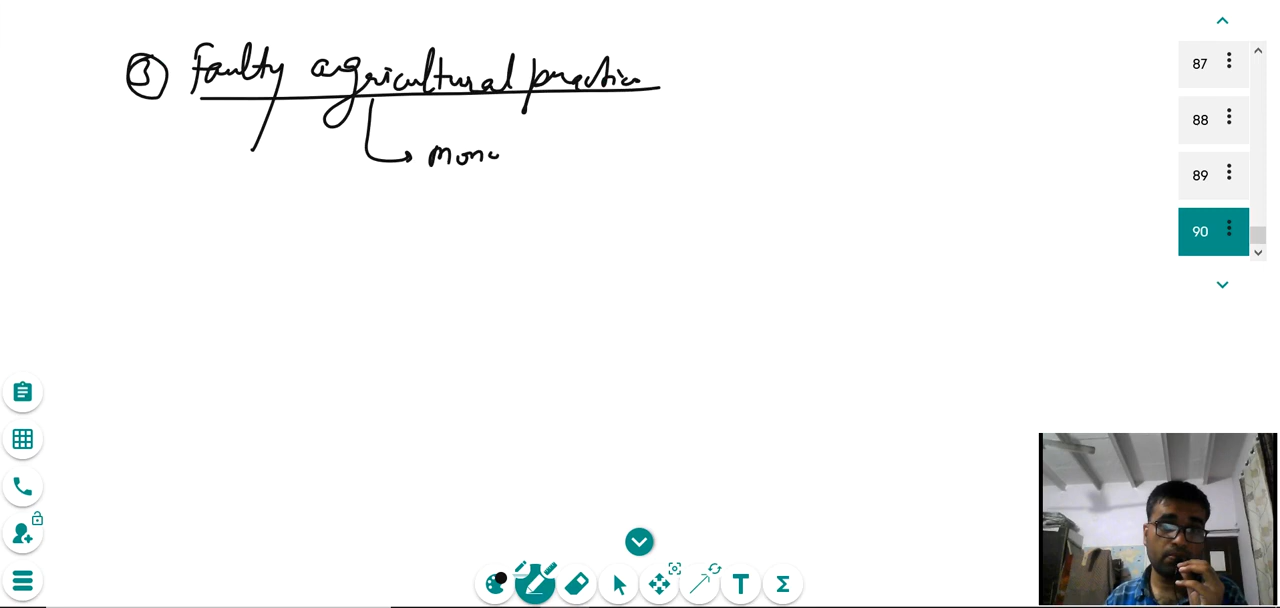 ③ Faulty agricultural practice
→ mono
87
88
89
90
T
Σ